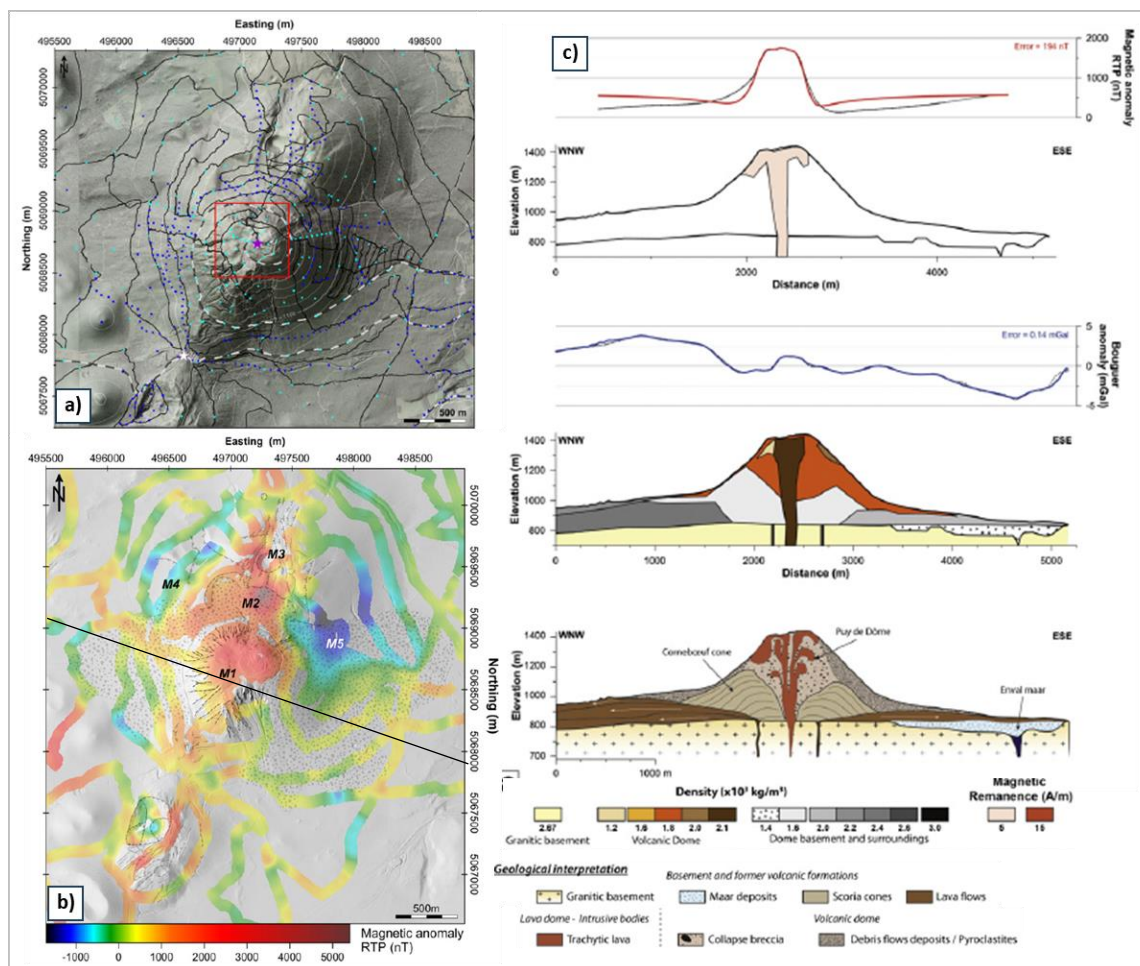 Easting (m)
495500 496000 496500 497000 497500 498000 498500
N
Northing (m)
5070000
5069500
5069000
5068500
5068000
5067500
a)
500 m
Easting (m)
495500 496000 496500 497000 497500 498000 498500
N
M3
M4
M2
M5
M1
5070000
5069500
5069000
5068500
5068000
5067500
5067000
Northing (m)
b)
500m
-1000 0 1000 2000 3000 4000 5000
Magnetic anomaly
RTP (nT)
c)
Error = 194 nT
2000
1000
0
Magnetic anomaly
RTP (nT)
WNW ESE
1400
1200
1000
800
Elevation (m)
0 2000 4000
Distance (m)
Error = 0.14 mGal
5
0
-5
Bouguer
anomaly (mGal)
WNW ESE
1400
1200
1000
800
Elevation (m)
0 1000 2000 3000 4000 5000
Distance (m)
WNW ESE
Puy de Dôme
Cornebœuf cone
Enval maar
1400
1200
1000
800
700
Elevation (m)
0 1000 m
Density (x10³ kg/m³)
2.67 1.2 1.6 1.8 2.0 2.1 1.4 1.6 2.0 2.2 2.4 2.6 3.0
Granitic basement Volcanic Dome Dome basement and surroundings
Magnetic
Remanence (A/m)
5 15
Geological interpretation
Basement and former volcanic formations
Granitic basement Maar deposits Scoria cones Lava flows
Lava dome - Intrusive bodies Volcanic dome
Trachytic lava Collapse breccia Debris flows deposits / Pyroclastites